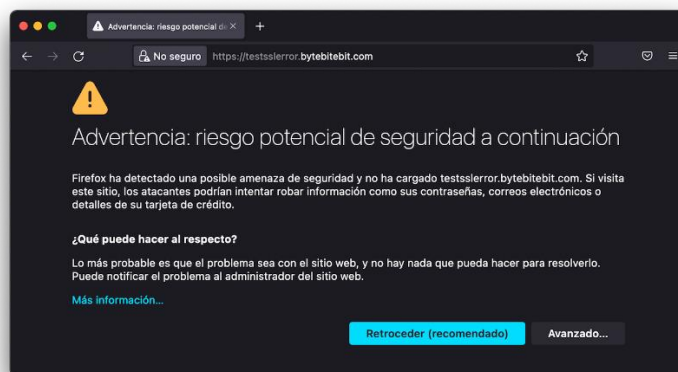 Advertencia: riesgo potencial de
No seguro https://testsslerror.bytebitebit.com
Advertencia: riesgo potencial de seguridad a continuación
Firefox ha detectado una posible amenaza de seguridad y no ha cargado testsslerror.bytebitebit.com. Si visita
este sitio, los atacantes podrían intentar robar información como sus contraseñas, correos electrónicos o
detalles de su tarjeta de crédito.
¿Qué puede hacer al respecto?
Lo más probable es que el problema sea con el sitio web, y no hay nada que pueda hacer para resolverlo.
Puede notificar el problema al administrador del sitio web.
Más información...
Retroceder (recomendado) Avanzado...